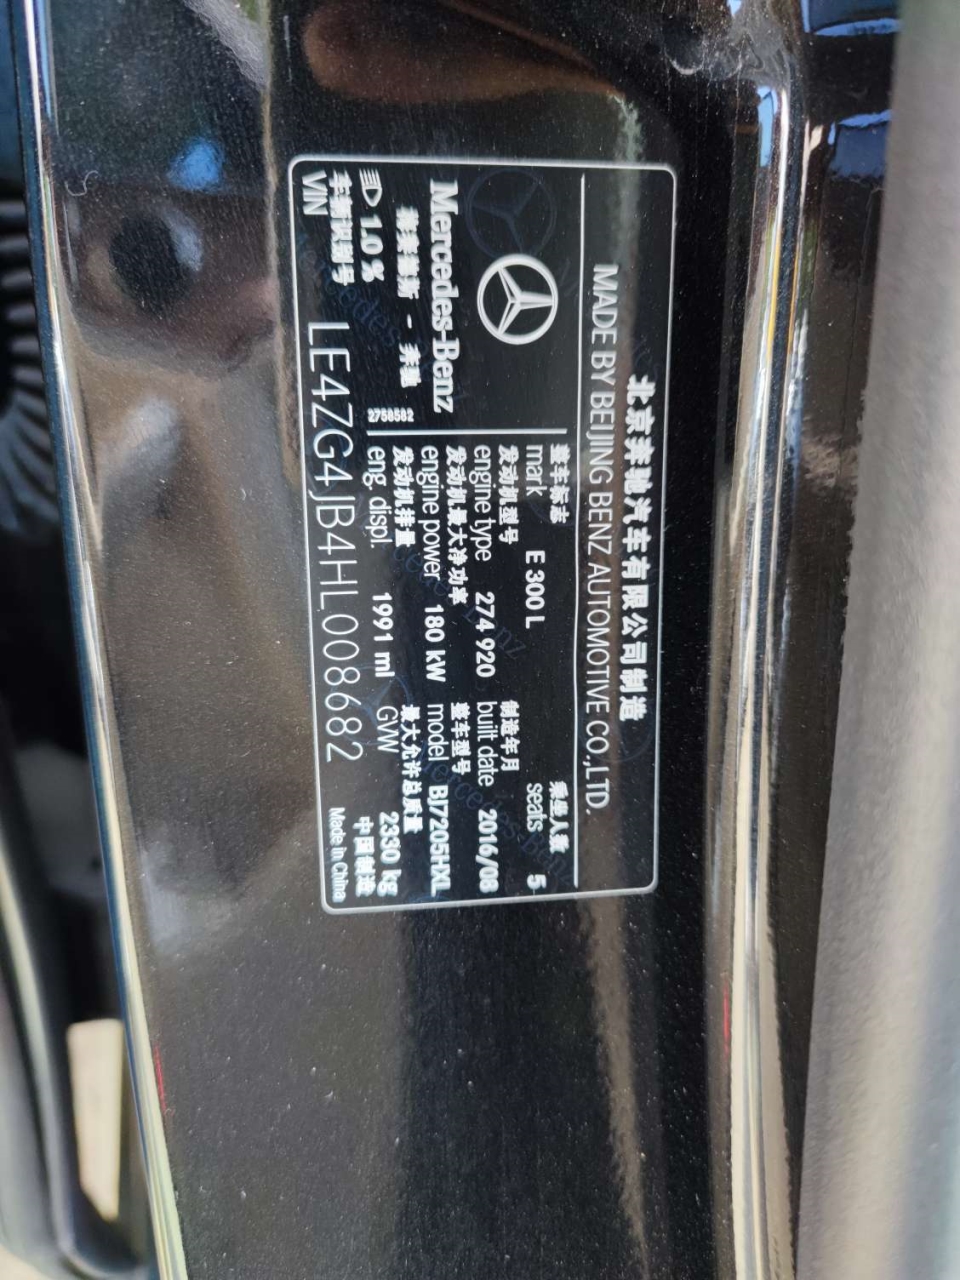 北京奔驰汽车有限公司制造
MADE BY BEIJING BENZ AUTOMOTIVE CO.,LTD.
Mercedes-Benz
梅赛德斯 - 奔驰
1.0 %
2758582
整车标志
mark E 300 L
乘坐人数
seats 5
发动机型号
engine type 274 920
制造年月
built date 2016/08
发动机最大净功率
engine power 180 kW
整车型号
model BJ7205HXL
发动机排量
eng. displ. 1991 ml
最大允许总质量
GVW 2330 kg
车辆识别号
VIN LE4ZG4JB4HL008682
中国制造
Made in China